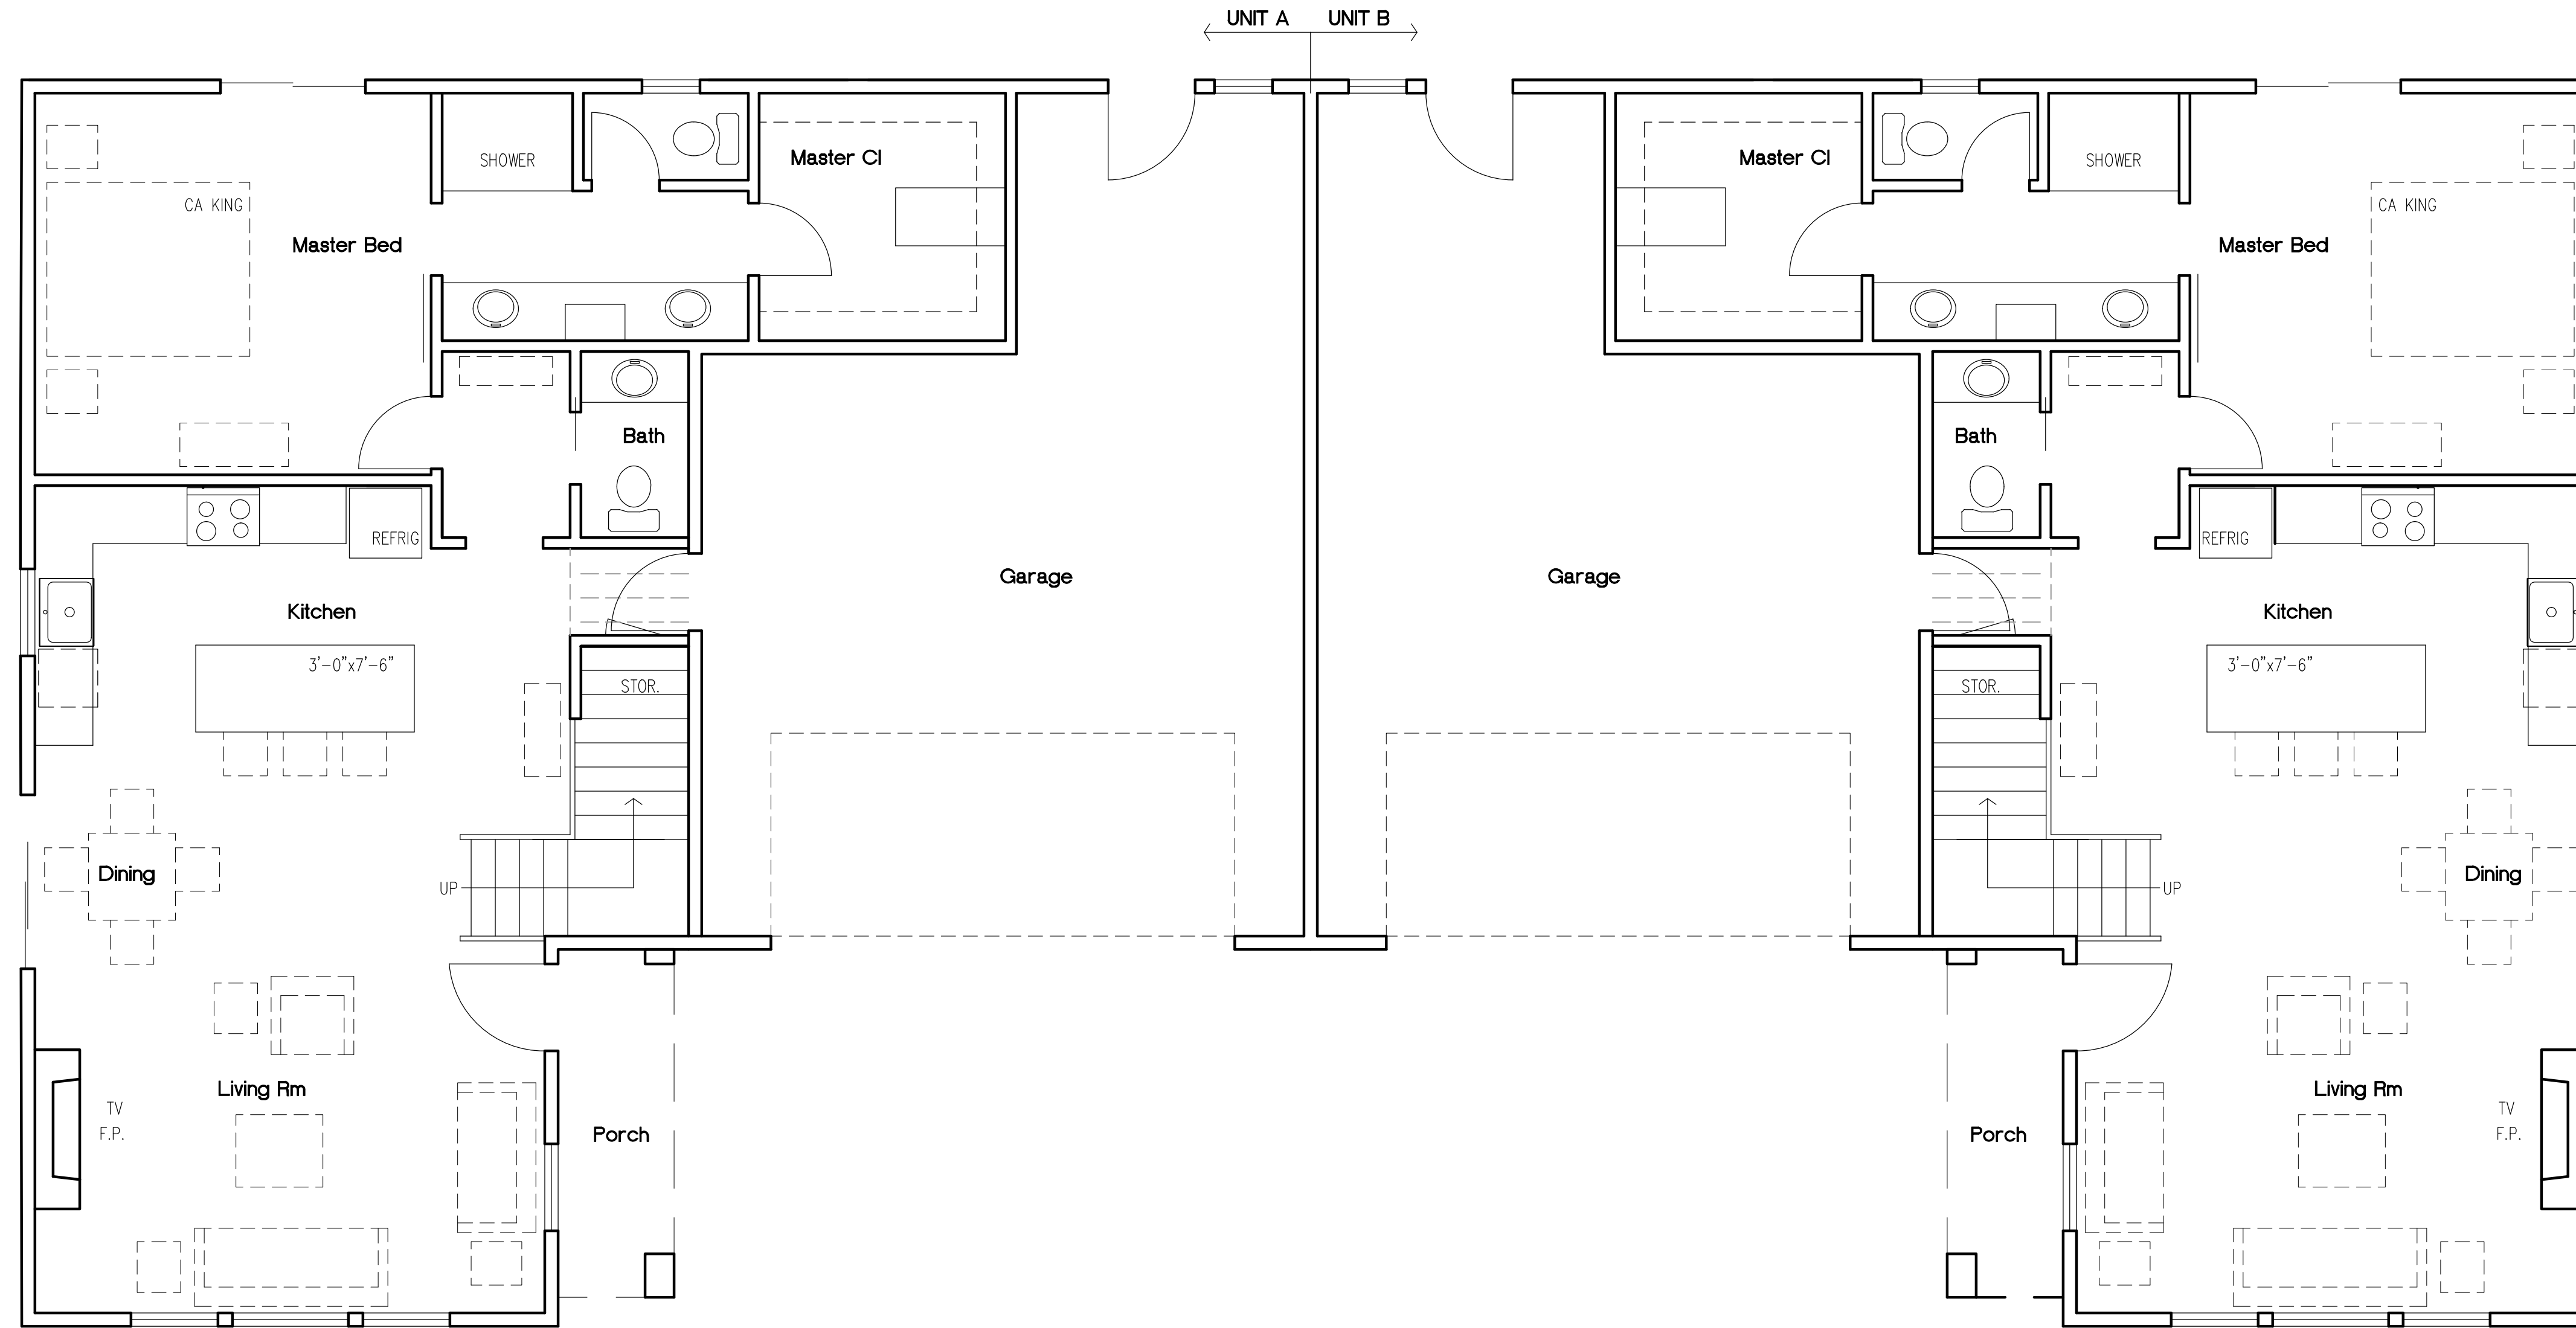 UNIT A UNIT B
SHOWER Master Cl Master Cl SHOWER
CA KING CA KING
Master Bed Master Bed
Bath Bath
REFRIG REFRIG
Garage Garage
Kitchen Kitchen
3'-0"x7'-6" 3'-0"x7'-6"
STOR. STOR.
Dining Dining
UP UP
Living Rm Living Rm
TV TV
F.P. F.P.
Porch Porch